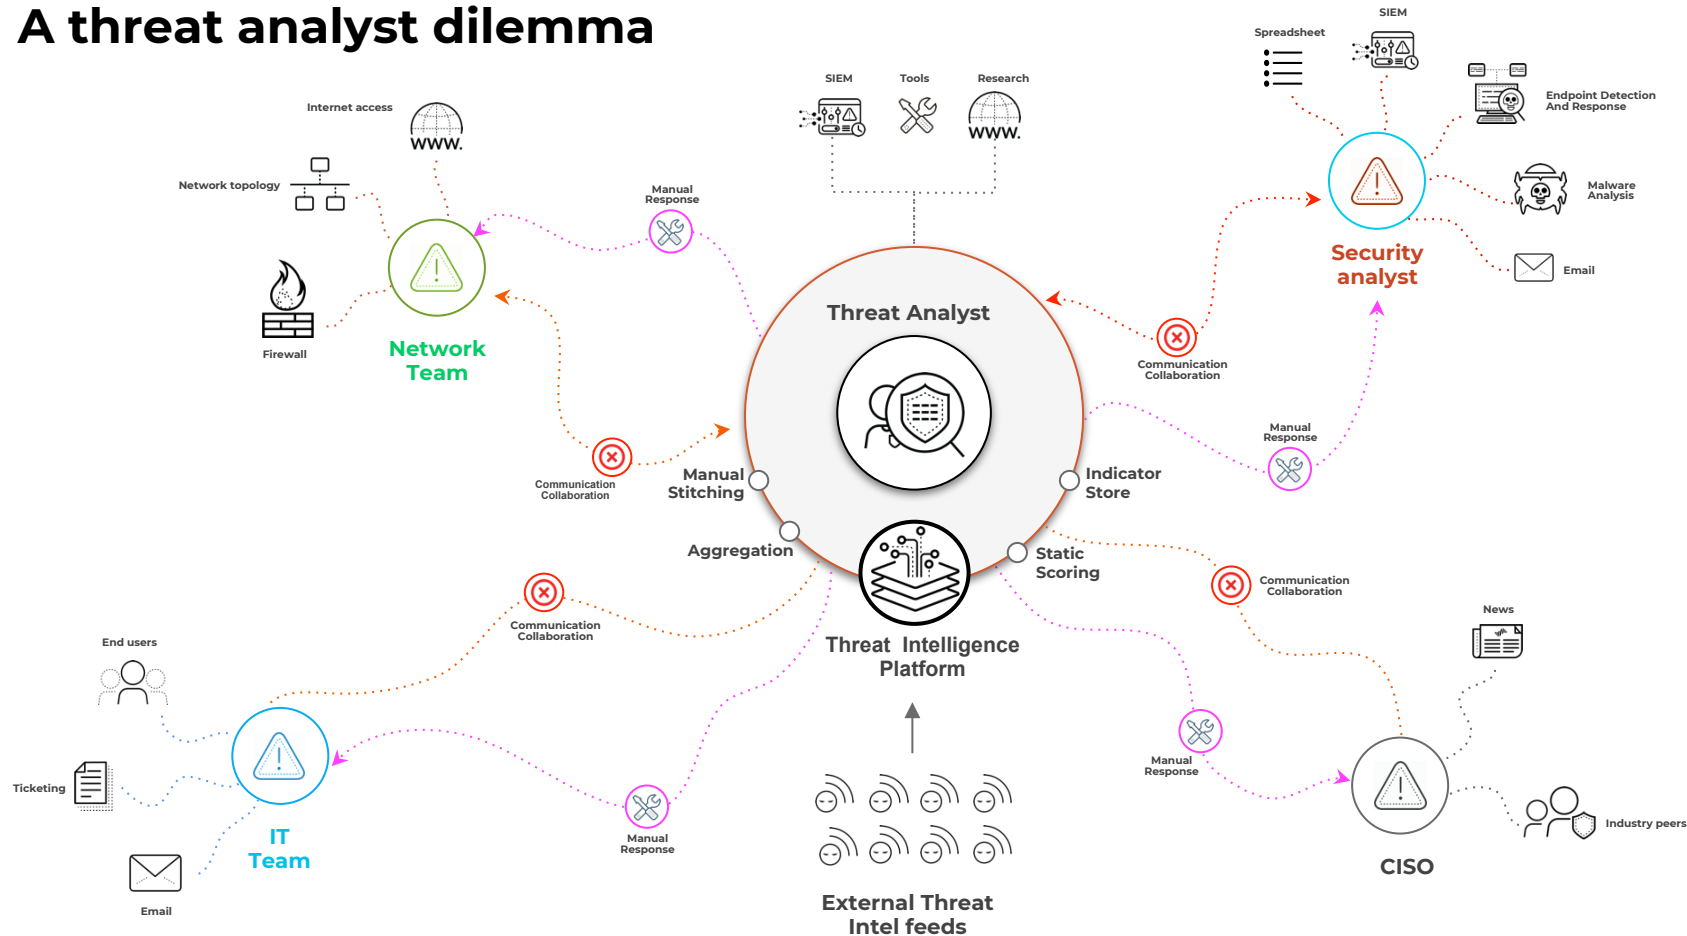 A threat analyst dilemma
SIEM
Spreadsheet
SIEM
Tools
Research
Endpoint Detection
And Response
Internet access
WWW.
WWW.
Network topology
Manual
Response
Malware
Analysis
Security
analyst
Email
Threat Analyst
Firewall
Network
Team
Communication
Collaboration
Manual
Response
Manual
Stitching
Indicator
Store
Communication
Collaboration
Aggregation
Static
Scoring
Communication
Collaboration
Communication
Collaboration
News
End users
Threat Intelligence
Platform
Manual
Response
Ticketing
Industry peers
IT
Team
Manual
Response
CISO
Email
External Threat
Intel feeds